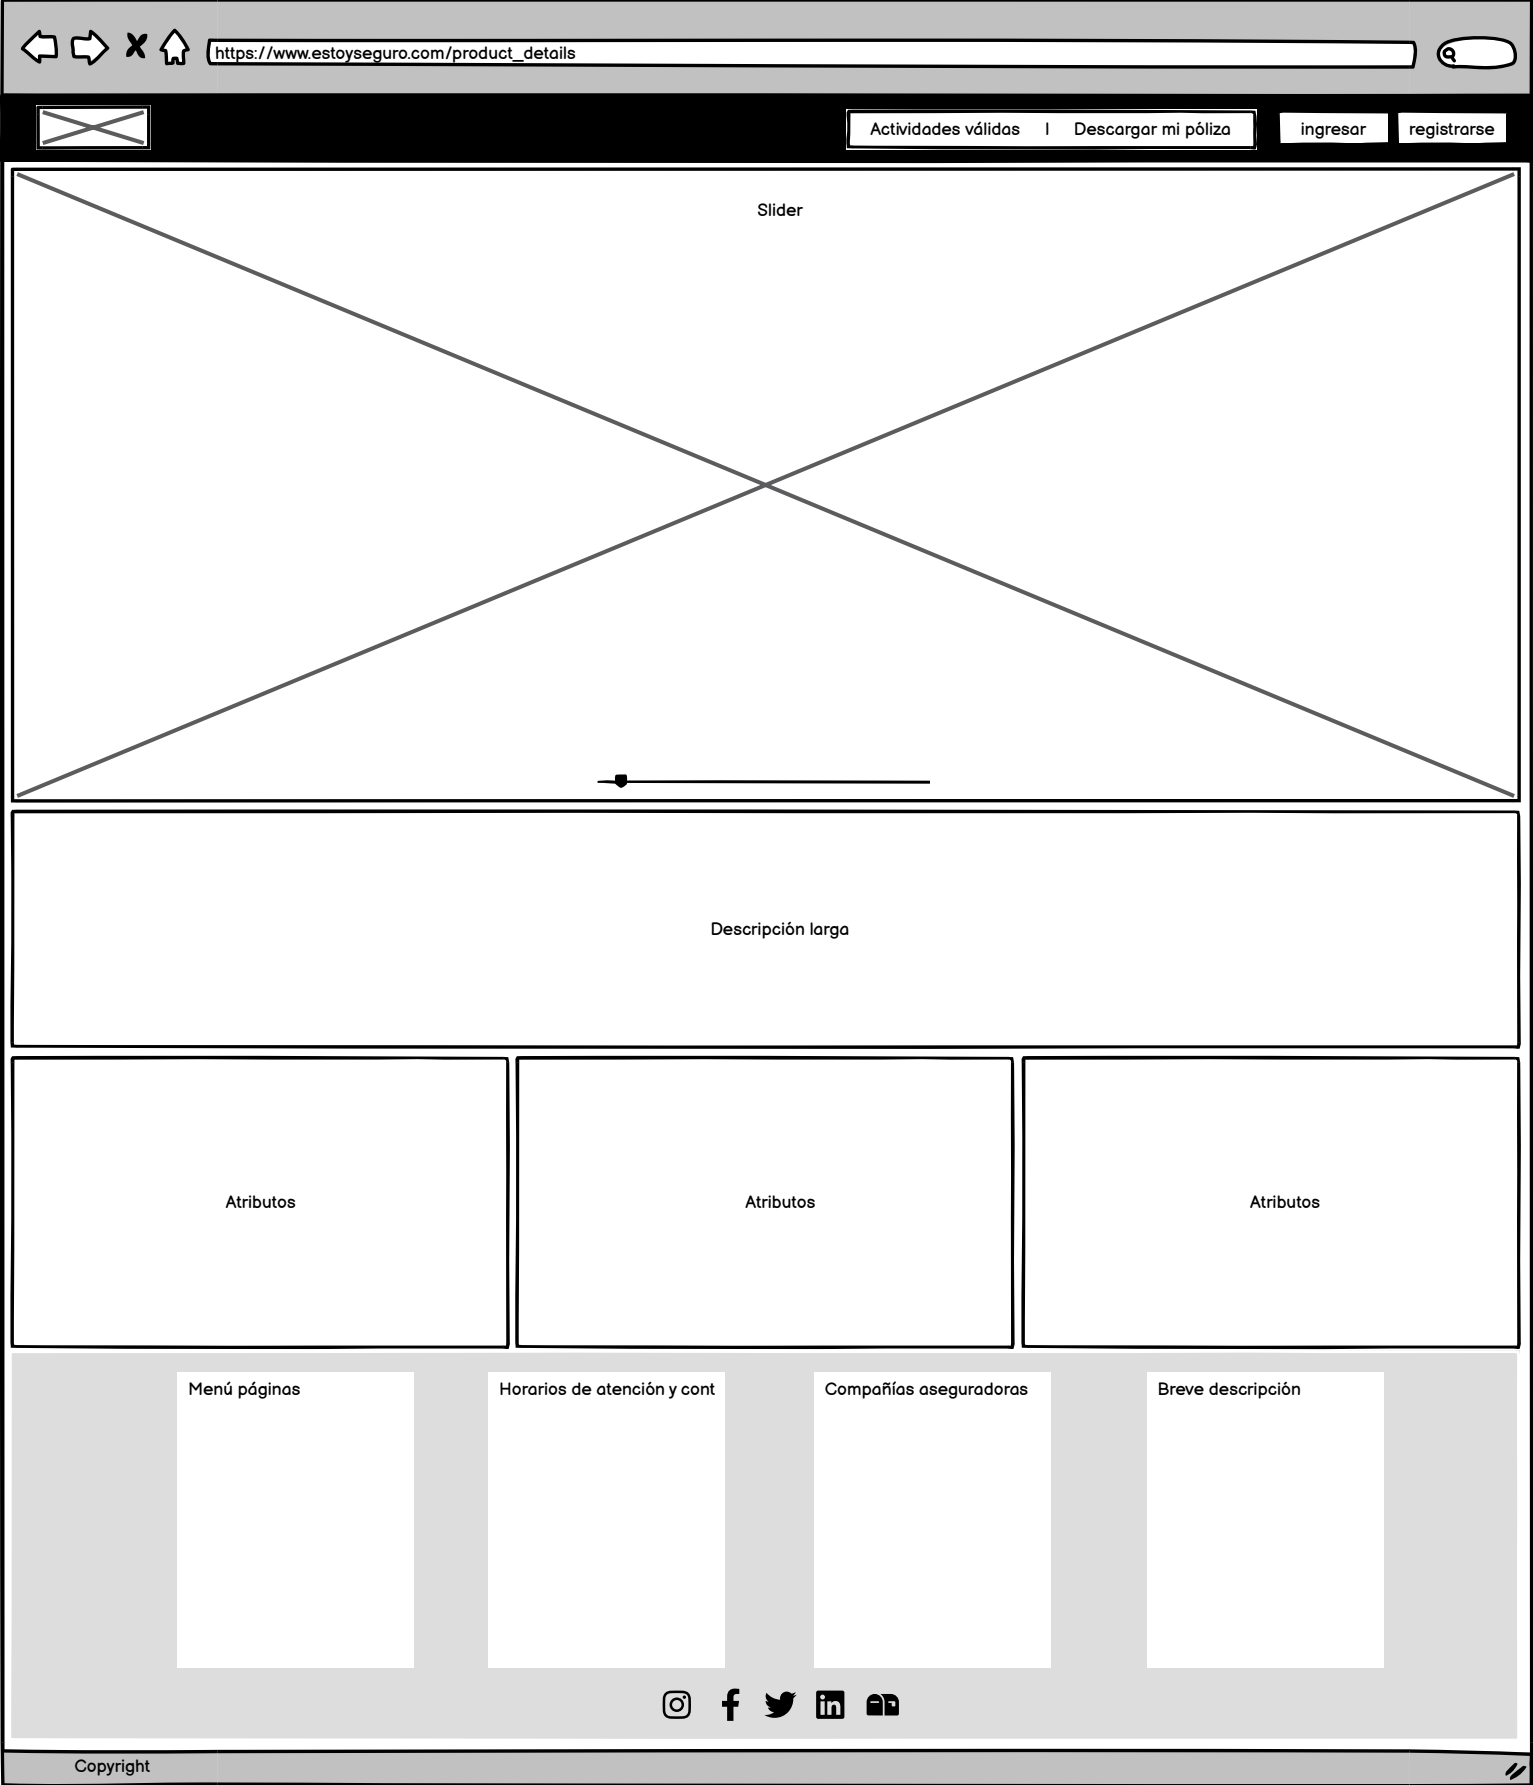 https://www.estoyseguro.com/product_details
Actividades válidas | Descargar mi póliza
ingresar
registrarse
Slider
Descripción larga
Atributos
Atributos
Atributos
Menú páginas
Horarios de atención y cont
Compañías aseguradoras
Breve descripción
Copyright